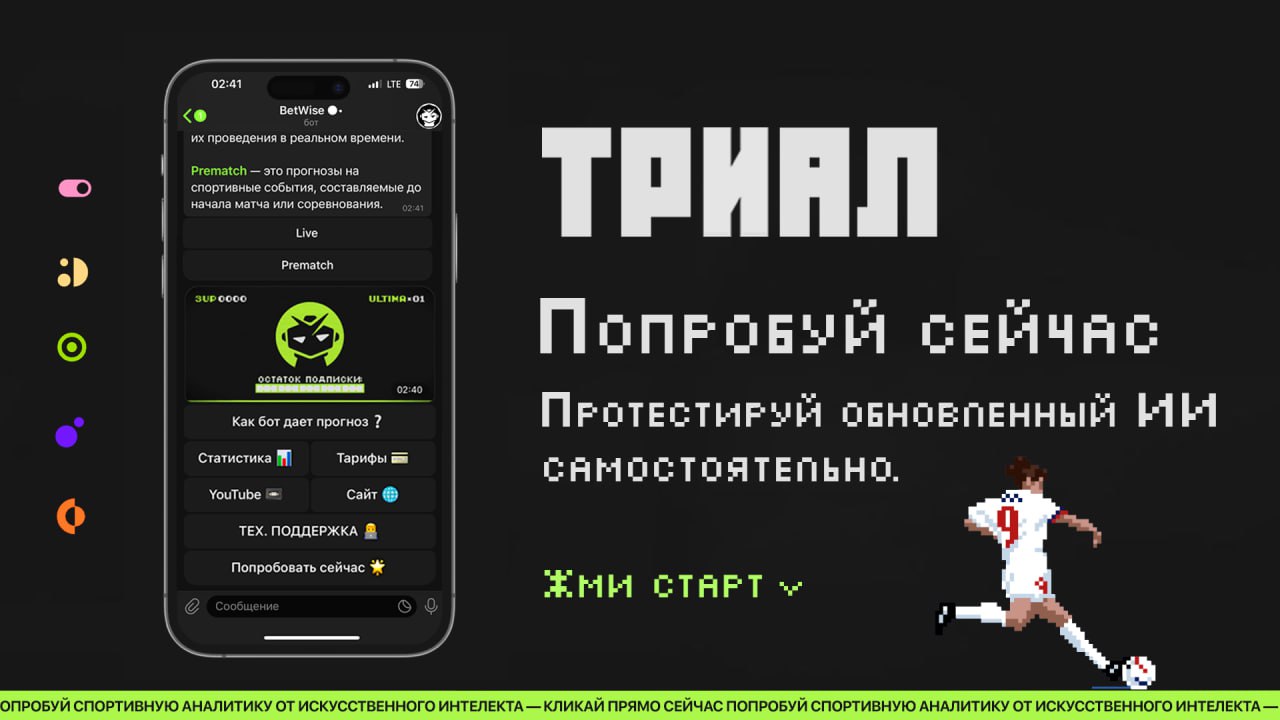 02:41
LTE 74
1
BetWise
бот
их проведения в реальном времени.
Prematch — это прогнозы на
спортивные события, составляемые до
начала матча или соревнования.
02:41
Live
Prematch
3UP0000
ULTIMA×01
ОСТАТОК ПОДПИСКИ:
02:40
Как бот дает прогноз ?
Статистика
Тарифы
YouTube
Сайт
ТЕХ. ПОДДЕРЖКА
Попробовать сейчас
Сообщение
ТРИАЛ
Попробуй сейчас
Протестируй обновленный ИИ
самостоятельно.
Жми старт
9
9
ОПРОБУЙ СПОРТИВНУЮ АНАЛИТИКУ ОТ ИСКУССТВЕННОГО ИНТЕЛЕКТА — КЛИКАЙ ПРЯМО СЕЙЧАС ПОПРОБУЙ СПОРТИВНУЮ АНАЛИТИКУ ОТ ИСКУССТВЕННОГО ИНТЕЛЕКТА —